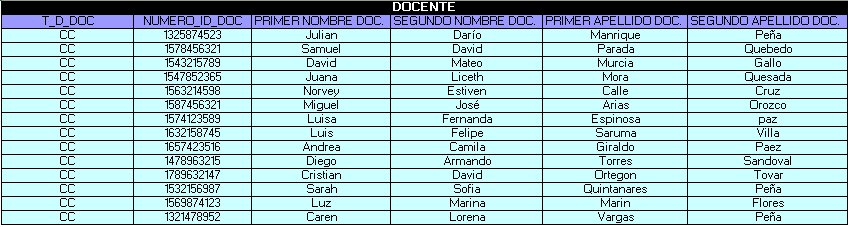 DOCENTE
T_D_DOC NUMERO_ID_DOC PRIMER NOMBRE DOC. SEGUNDO NOMBRE DOC. PRIMER APELLIDO DOC. SEGUNDO APELLIDO DOC.
CC 1325874523 Julian Darío Manrique Peña
CC 1578456321 Samuel David Parada Quebedo
CC 1543215789 David Mateo Murcia Gallo
CC 1547852365 Juana Liceth Mora Quesada
CC 1563214598 Norvey Estiven Calle Cruz
CC 1587456321 Miguel José Arias Orozco
CC 1574123589 Luisa Fernanda Espinosa paz
CC 1632158745 Luis Felipe Saruma Villa
CC 1657423516 Andrea Camila Giraldo Paez
CC 1478963215 Diego Armando Torres Sandoval
CC 1789632147 Cristian David Ortegon Tovar
CC 1532156987 Sarah Sofia Quintanares Peña
CC 1569874123 Luz Marina Marin Flores
CC 1321478952 Caren Lorena Vargas Peña